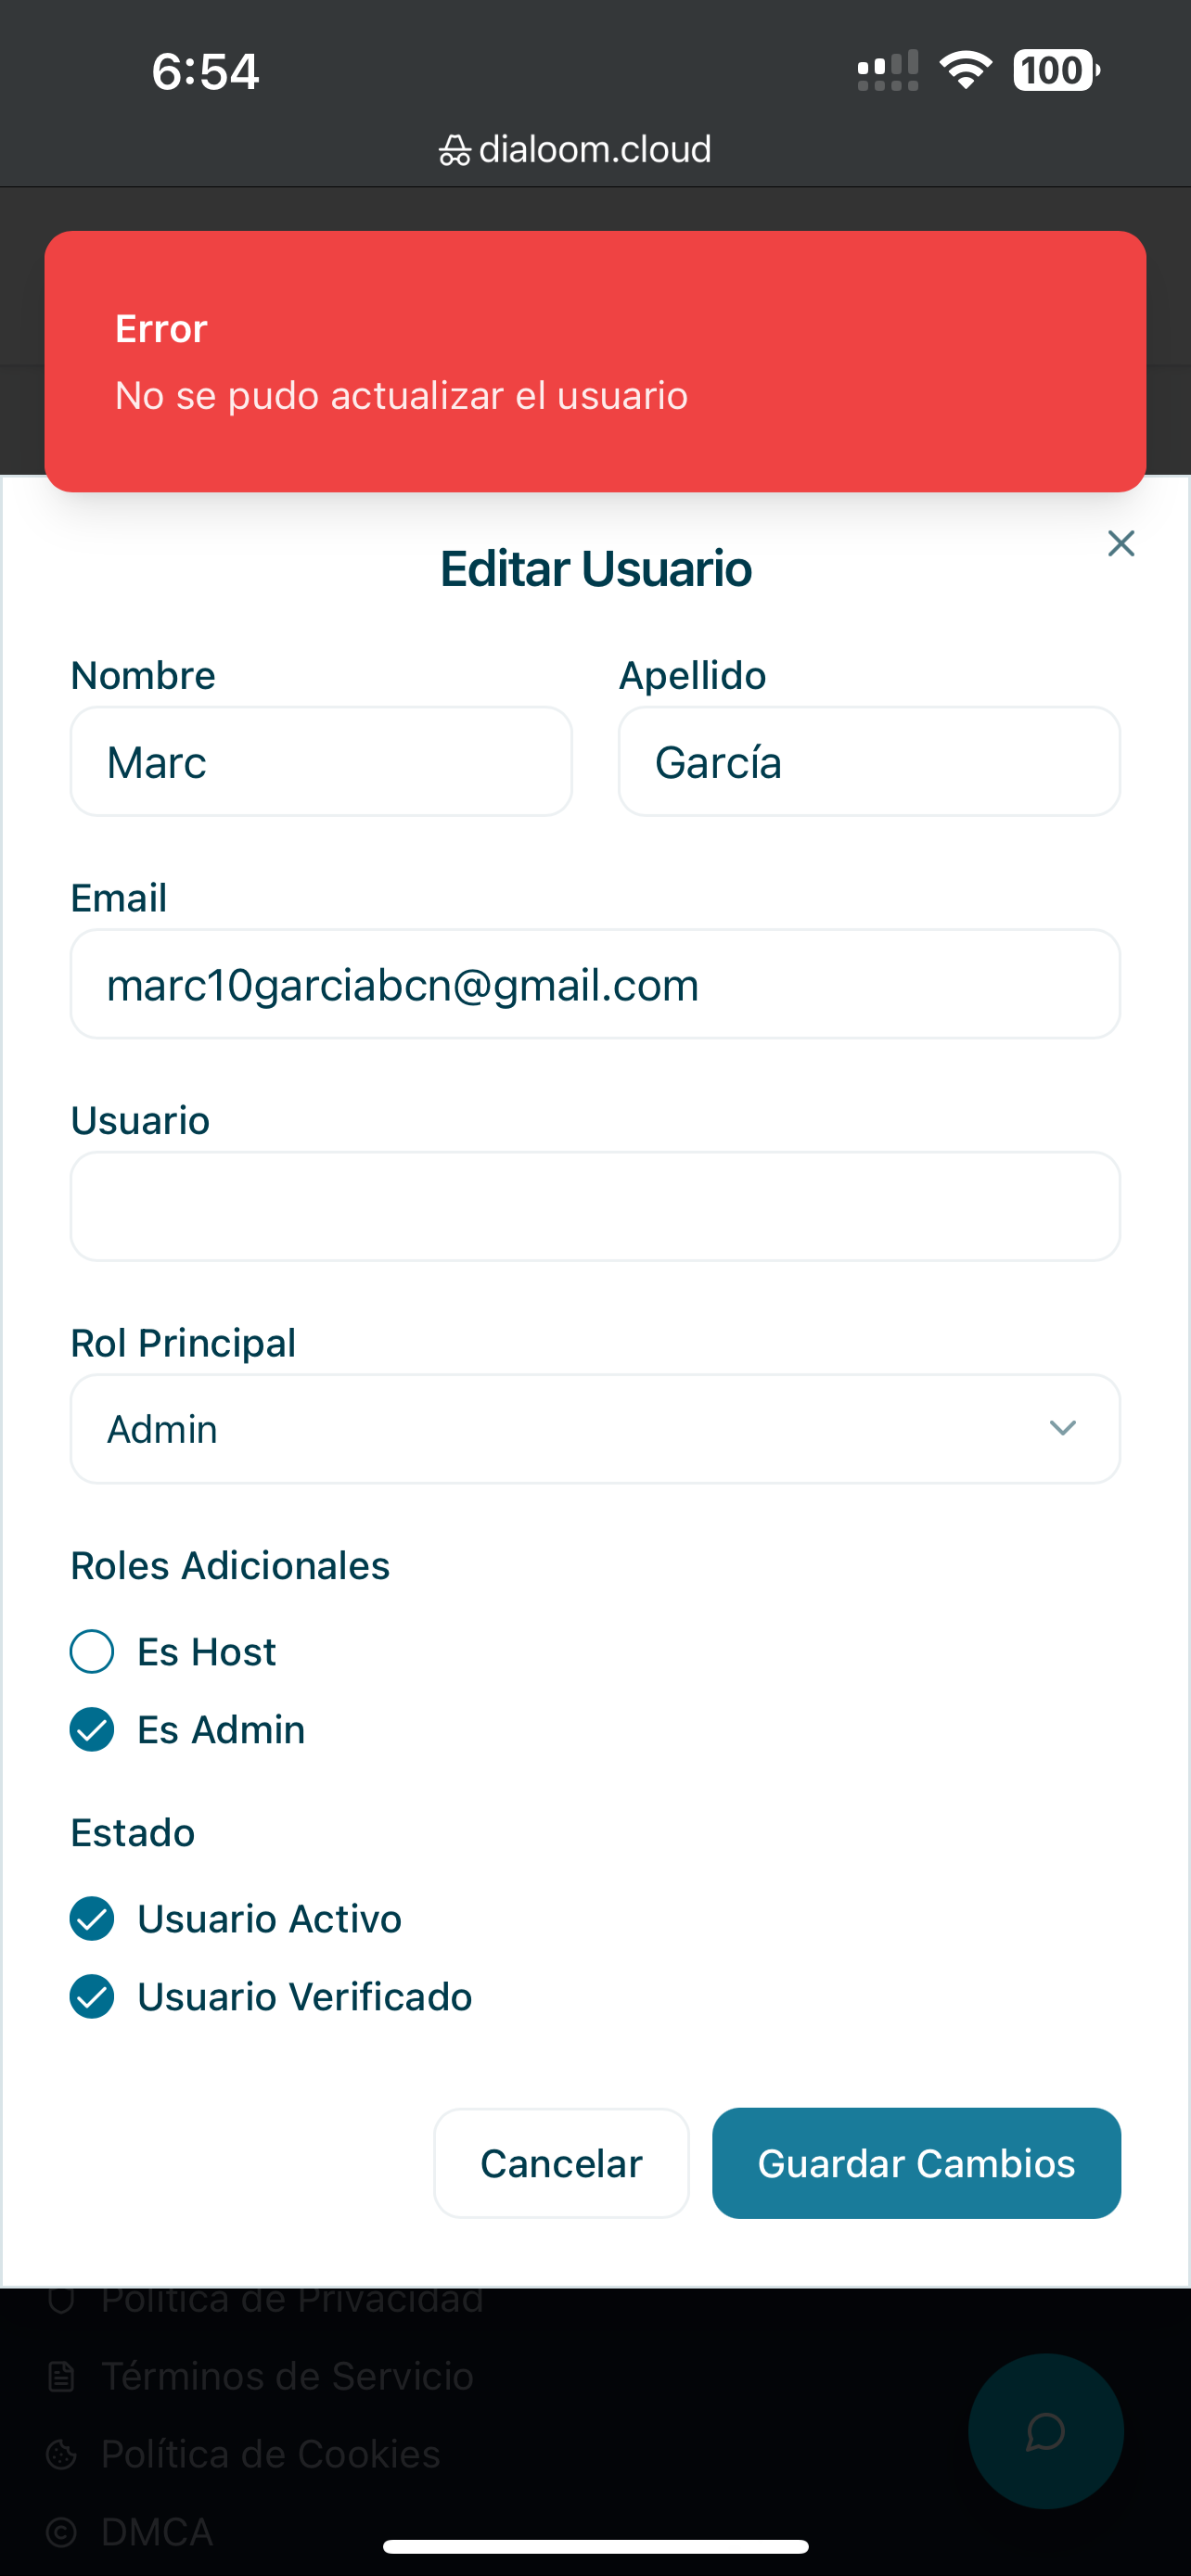 6:54
100
dialoom.cloud
Error
No se pudo actualizar el usuario
Editar Usuario
Nombre
Apellido
Marc
García
Email
marc10garciabcn@gmail.com
Usuario
Rol Principal
Admin
Roles Adicionales
Es Host
Es Admin
Estado
Usuario Activo
Usuario Verificado
Cancelar
Guardar Cambios
Política de Privacidad
Términos de Servicio
Política de Cookies
DMCA